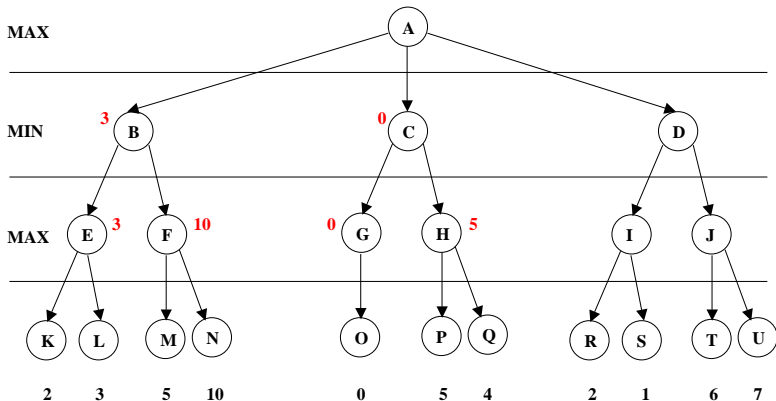 MAX A
3 0
MIN B C D
MAX E 3 F 10 0 G H 5 I J
K L M N O P Q R S T U
2 3 5 10 0 5 4 2 1 6 7